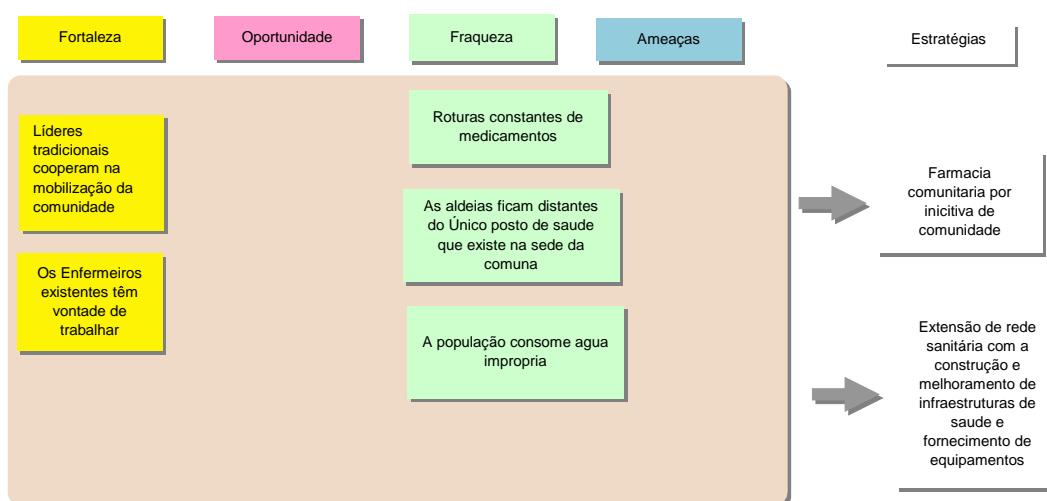 Fortaleza
Oportunidade
Fraqueza
Ameaças
Estratégias
Líderes
tradicionais
cooperam na
mobilização da
comunidade
Os Enfermeiros
existentes têm
vontade de
trabalhar
Roturas constantes de
medicamentos
As aldeias ficam distantes
do Único posto de saude
que existe na sede da
comuna
A população consome agua
impropria
Farmacia
comunitaria por
inicitiva de
comunidade
Extensão de rede
sanitária com a
construção e
melhoramento de
infraestruturas de
saude e
fornecimento de
equipamentos